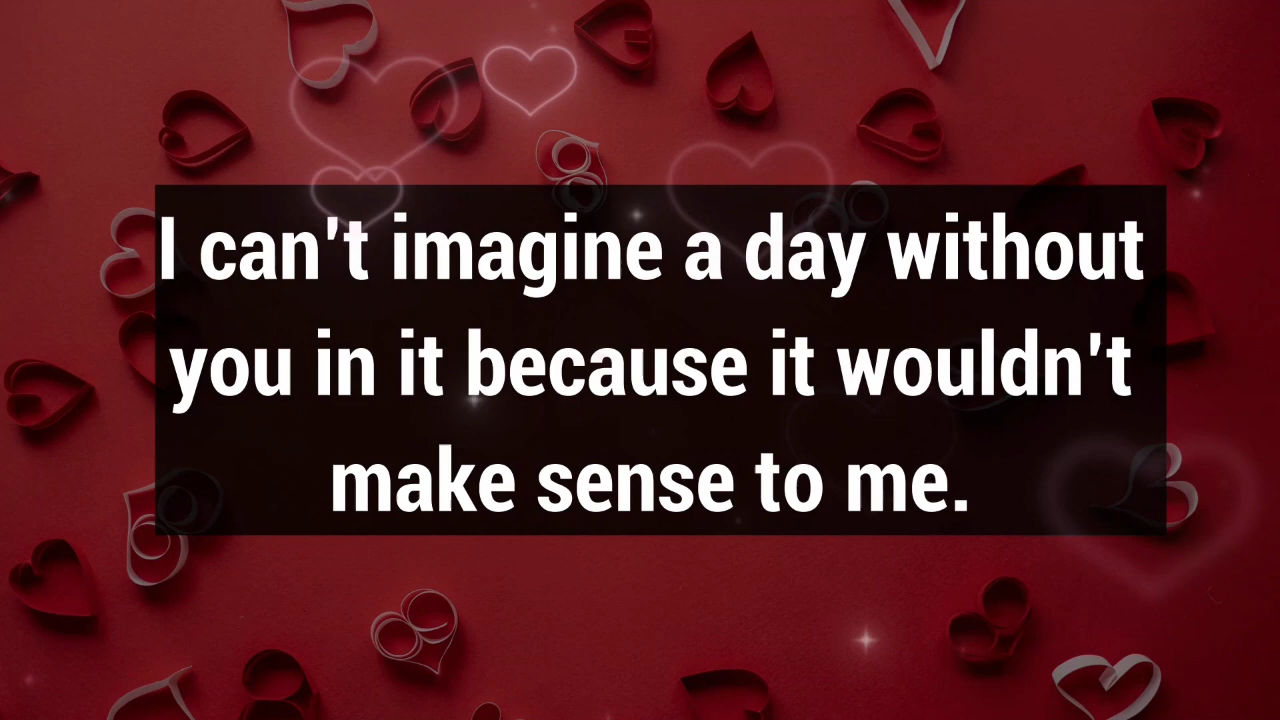 I can't imagine a day without
you in it because it wouldn't
make sense to me.